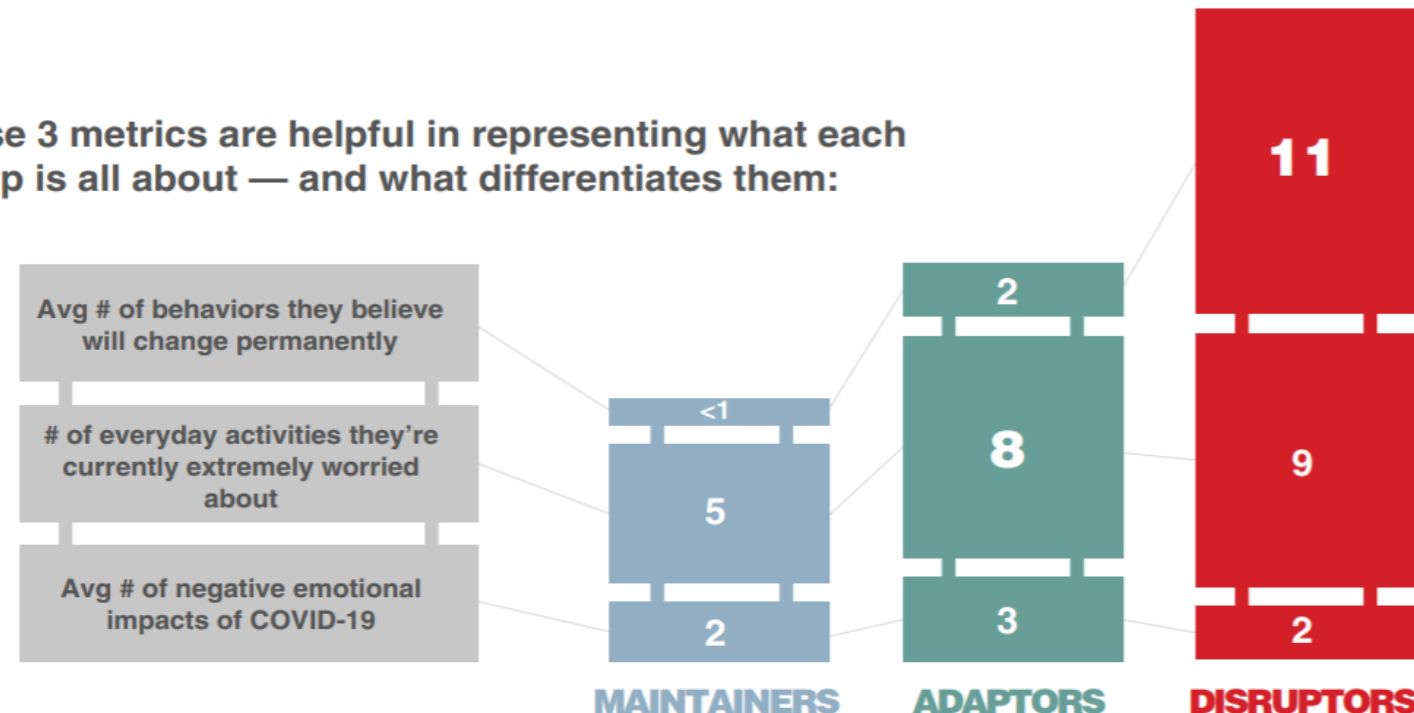 se 3 metrics are helpful in representing what each
p is all about — and what differentiates them:
Avg # of behaviors they believe
will change permanently
# of everyday activities they’re
currently extremely worried
about
Avg # of negative emotional
impacts of COVID-19
<1
5
2
MAINTAINERS
2
8
3
ADAPTORS
11
9
2
DISRUPTORS